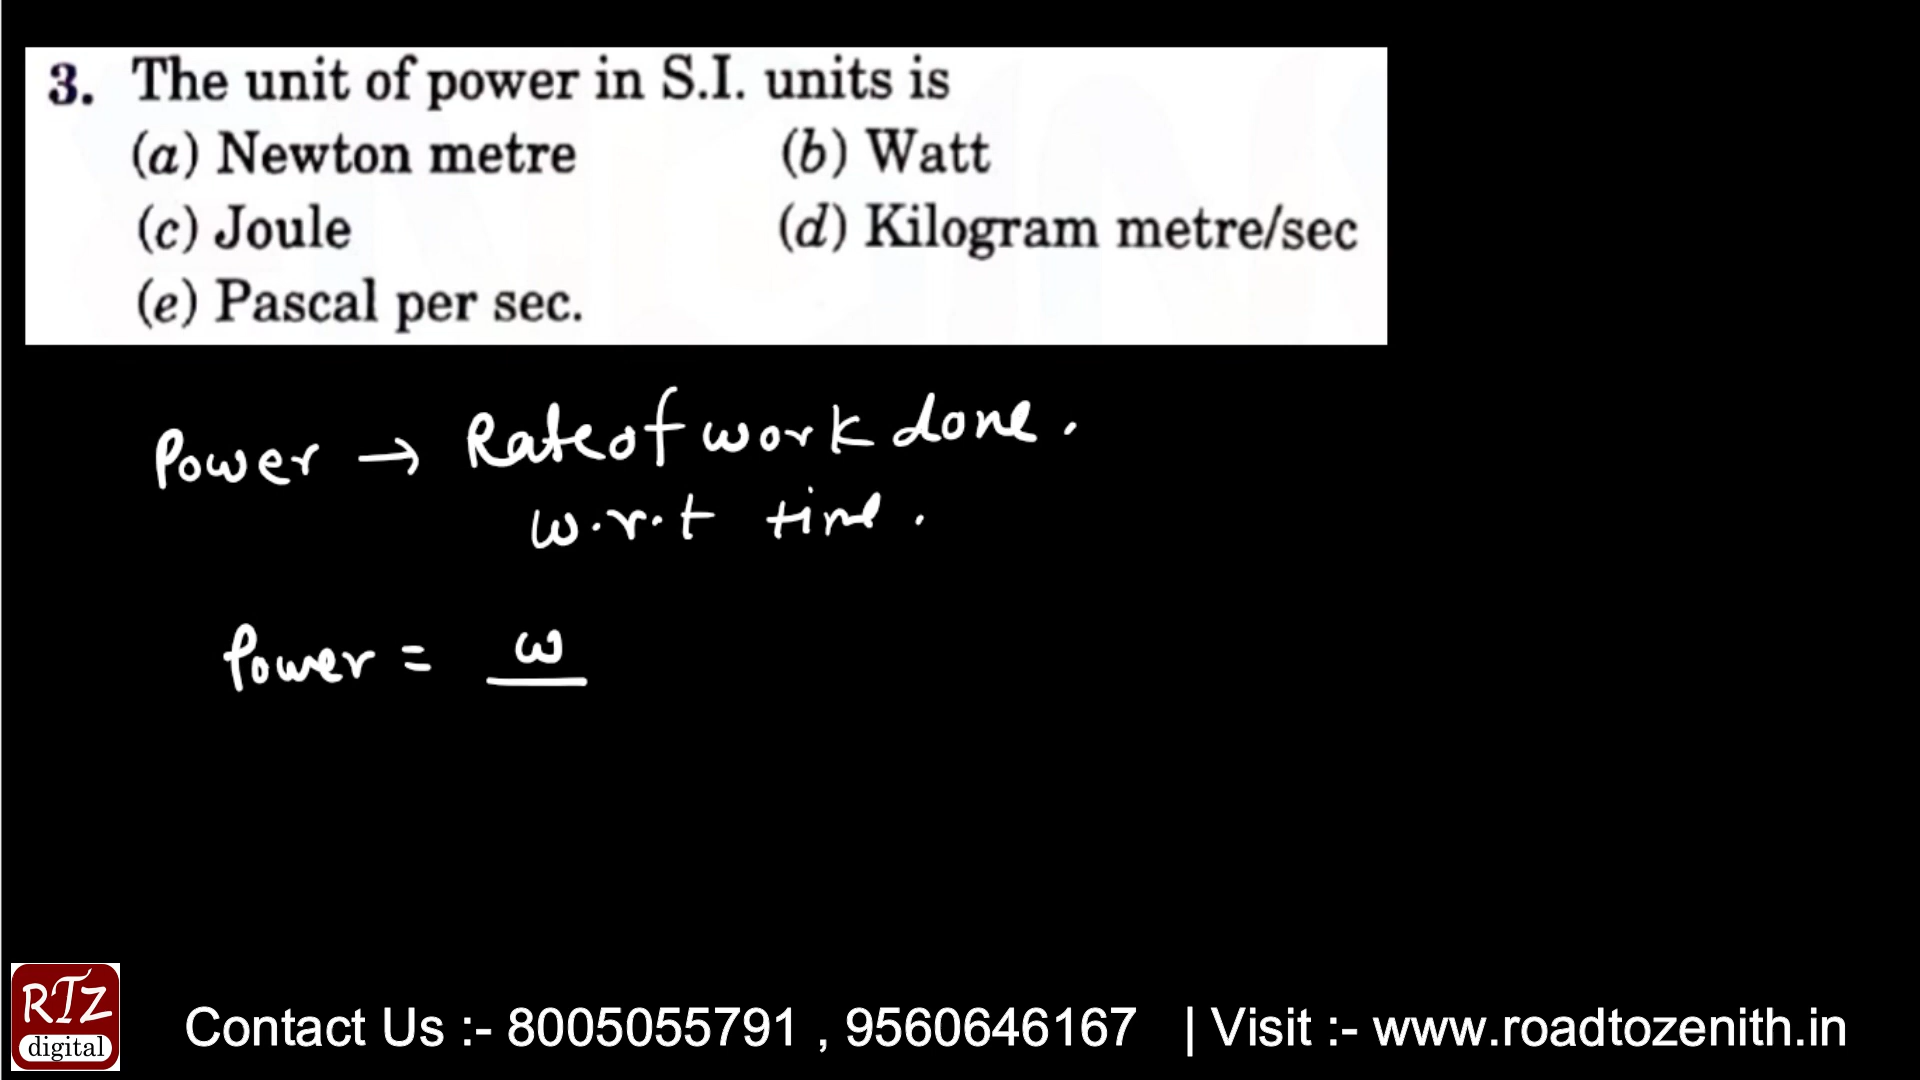 3. The unit of power in S.I. units is
(a) Newton metre (b) Watt
(c) Joule (d) Kilogram metre/sec
(e) Pascal per sec.
Power → Rate of work done.
w.r.t time.
Power = w
RTZ
digital
Contact Us :- 8005055791 , 9560646167 | Visit :- www.roadtozenith.in